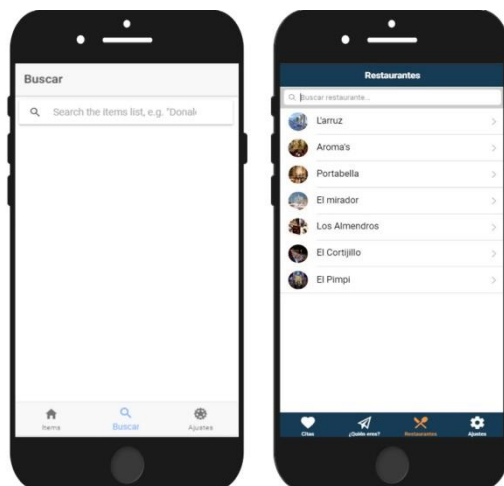 Buscar
Search the items list, e.g. "Donal
Items
Buscar
Ajustes
Restaurantes
Buscar restaurante...
L'arruz
Aroma's
Portabella
El mirador
Los Almendros
El Cortijillo
El Pimpi
Citas
¿Quién eres?
Restaurantes
Ajustes